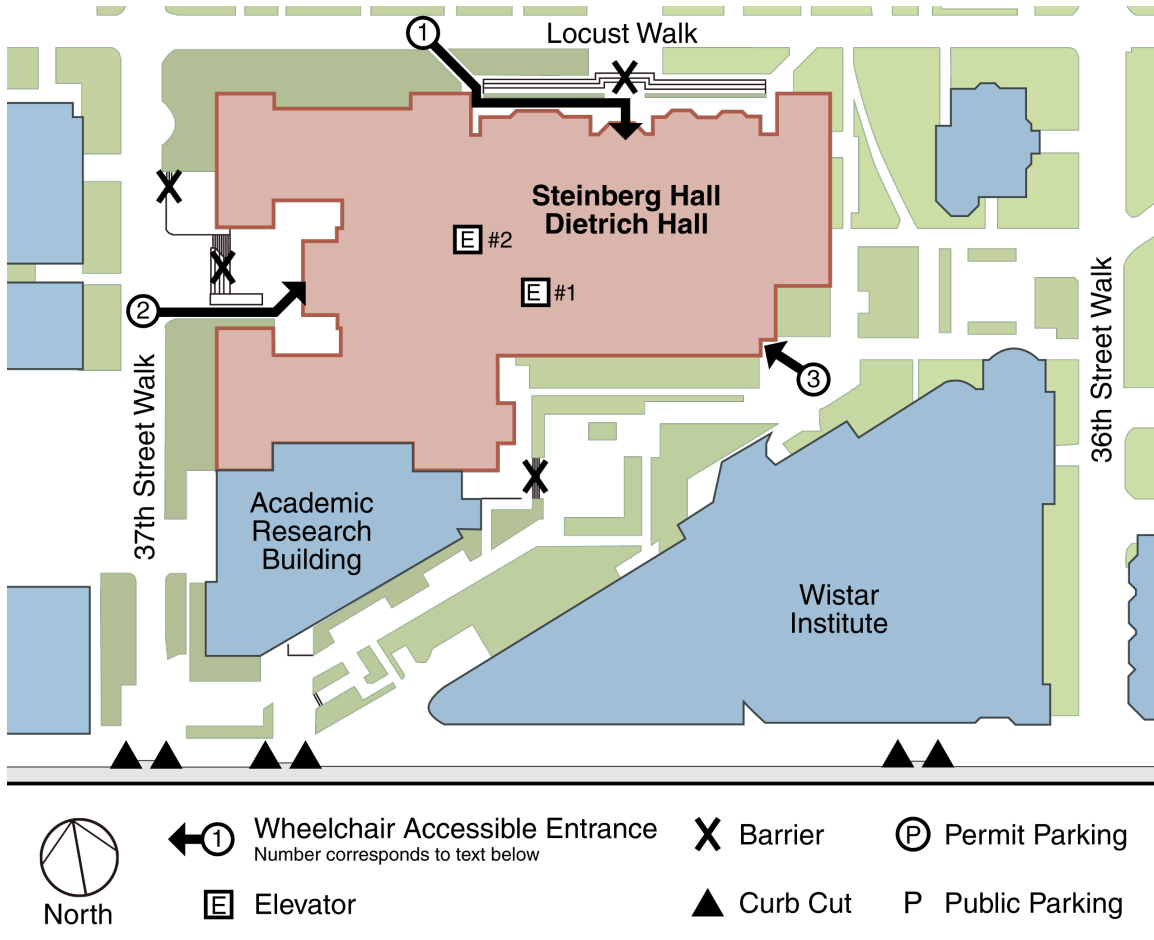 1
Locust Walk
Steinberg Hall
Dietrich Hall
E #2
E #1
2
3
37th Street Walk
36th Street Walk
Academic
Research
Building
Wistar
Institute
North
1 Wheelchair Accessible Entrance
Number corresponds to text below
E Elevator
Barrier
Curb Cut
P Permit Parking
P Public Parking